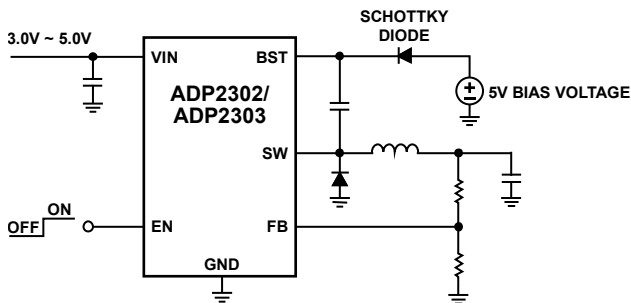 SCHOTTKY
DIODE
3.0V ~ 5.0V
VIN
BST
ADP2302/
ADP2303
5V BIAS VOLTAGE
SW
ON
OFF
EN
FB
GND